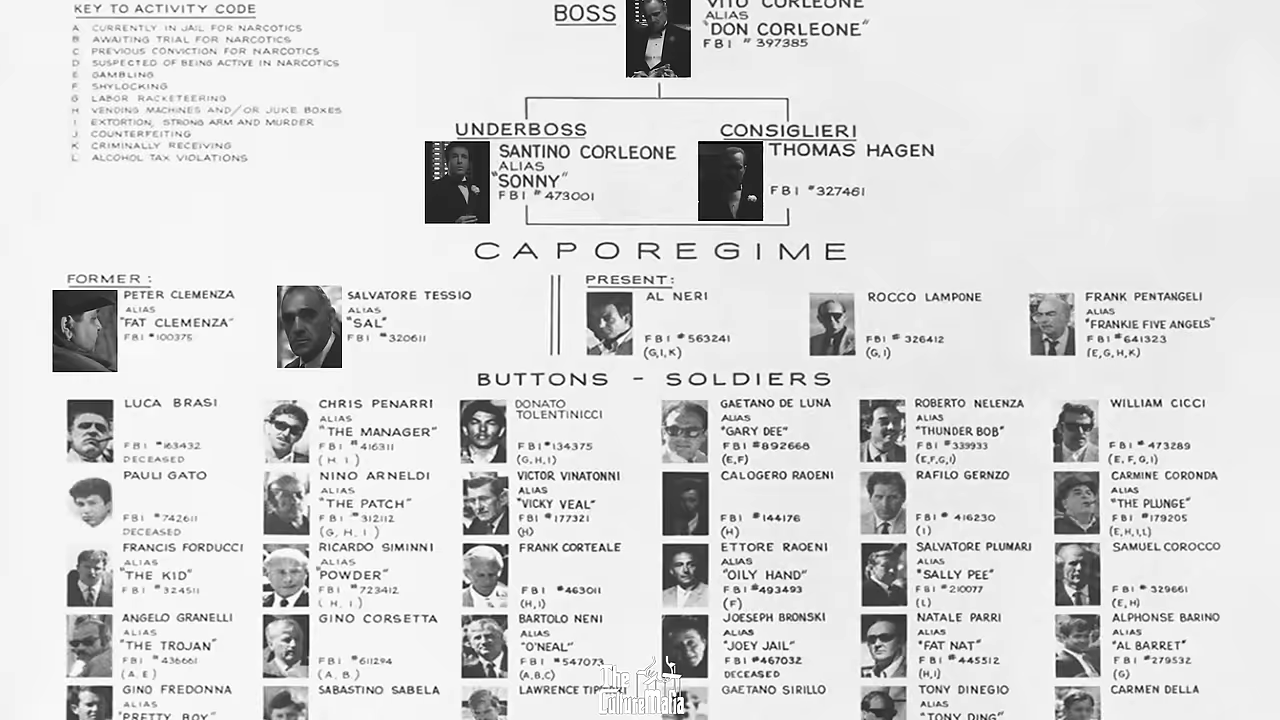 KEY TO ACTIVITY CODE
A CURRENTLY IN JAIL FOR NARCOTICS
B AWAITING TRIAL FOR NARCOTICS
C PREVIOUS CONVICTION FOR NARCOTICS
D SUSPECTED OF BEING ACTIVE IN NARCOTICS
E GAMBLING
F SHYLOCKING
G LABOR RACKETEERING
H VENDING MACHINES AND/OR JUKE BOXES
I EXTORTION, STRONG ARM AND MURDER
J COUNTERFEITING
K CRIMINALLY RECEIVING
L ALCOHOL TAX VIOLATIONS
BOSS
VITO CORLEONE
ALIAS
"DON CORLEONE"
FBI # 397385
UNDERBOSS
SANTINO CORLEONE
ALIAS
"SONNY"
FBI # 473001
CONSIGLIERI
THOMAS HAGEN
FBI #327461
CAPOREGIME
FORMER:
PETER CLEMENZA
ALIAS
"FAT CLEMENZA"
FBI #100375
SALVATORE TESSIO
ALIAS
"SAL"
FBI #320611
PRESENT:
AL NERI
FBI #563241
(G,I,K)
ROCCO LAMPONE
FBI #326412
(G,I)
FRANK PENTANGELI
ALIAS
"FRANKIE FIVE ANGELS"
FBI #641323
(E,G,H,K)
BUTTONS - SOLDIERS
LUCA BRASI
FBI #163432
DECEASED
CHRIS PENARRI
ALIAS
"THE MANAGER"
FBI #416311
(H, I)
DONATO
TOLENTINICCI
FBI #134375
(G,H,I)
GAETANO DE LUNA
ALIAS
"GARY DEE"
FBI #892668
(E,F)
ROBERTO NELENZA
ALIAS
"THUNDER BOB"
FBI #339933
(E,F,G,I)
WILLIAM CICCI
FBI #473289
(E, F, G, I)
PAULI GATO
FBI #742611
DECEASED
NINO ARNELDI
ALIAS
"THE PATCH"
FBI #312112
(G, H, I)
VICTOR VINATONNI
ALIAS
"VICKY VEAL"
FBI #177321
(H)
CALOGERO RAOENI
FBI #144176
(H)
RAFILO GERNZO
FBI # 416230
(I)
CARMINE CORONDA
ALIAS
"THE PLUNGE"
FBI #179205
(E,H,I,L)
FRANCIS FORDUCCI
ALIAS
"THE KID"
FBI #324511
RICARDO SIMINNI
ALIAS
"POWDER"
FBI #723412
(H, I)
FRANK CORTEALE
FBI #463011
(H,I)
ETTORE RAOENI
ALIAS
"OILY HAND"
FBI #493493
(F)
SALVATORE PLUMARI
ALIAS
"SALLY PEE"
FBI #210077
(L)
SAMUEL COROCCO
FBI #329661
(E,H)
ANGELO GRANELLI
ALIAS
"THE TROJAN"
FBI #436661
(A, E)
GINO CORSETTA
FBI #611294
(A, B)
BARTOLO NENI
ALIAS
"O'NEAL"
FBI #547073
(A,B,C)
JOESEPH BRONSKI
ALIAS
"JOEY JAIL"
FBI #467032
DECEASED
NATALE PARRI
ALIAS
"FAT NAT"
FBI #445512
(H,I)
ALPHONSE BARINO
ALIAS
"AL BARRET"
FBI #279532
(G)
GINO FREDONNA
ALIAS
"PRETTY BOY"
SABASTINO SABELA
LAWRENCE
GAETANO SIRILLO
TONY DINEGIO
ALIAS
"TONY DING"
CARMEN DELLA
The
Culture Mafia